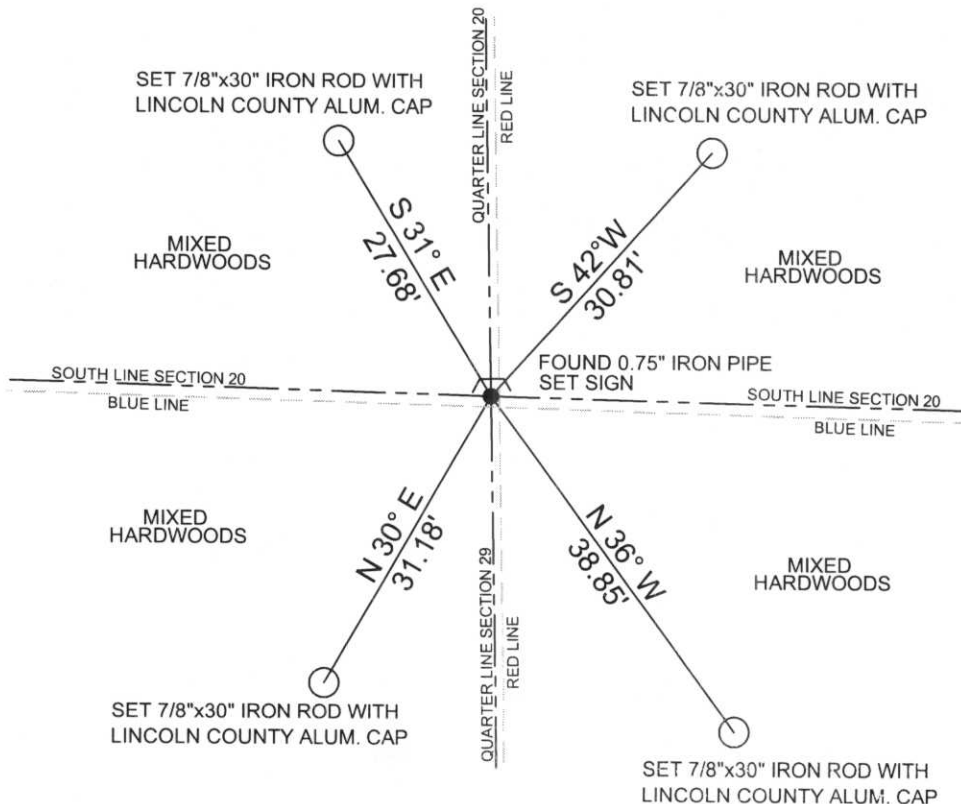 QUARTER LINE SECTION 20
RED LINE
SET 7/8"x30" IRON ROD WITH
LINCOLN COUNTY ALUM. CAP
SET 7/8"x30" IRON ROD WITH
LINCOLN COUNTY ALUM. CAP
S 31° E
27.68'
S 42°W
30.81'
MIXED
HARDWOODS
MIXED
HARDWOODS
FOUND 0.75" IRON PIPE
SET SIGN
SOUTH LINE SECTION 20
BLUE LINE
SOUTH LINE SECTION 20
BLUE LINE
MIXED
HARDWOODS
N 30° E
31.18'
N 36° W
38.85'
MIXED
HARDWOODS
QUARTER LINE SECTION 29
RED LINE
SET 7/8"x30" IRON ROD WITH
LINCOLN COUNTY ALUM. CAP
SET 7/8"x30" IRON ROD WITH
LINCOLN COUNTY ALUM. CAP